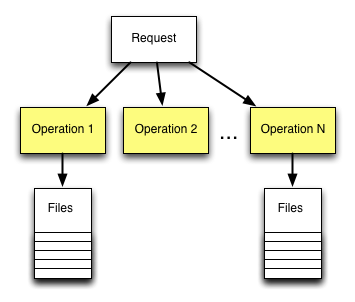 Request
Operation 1
Operation 2
...
Operation N
Files
Files